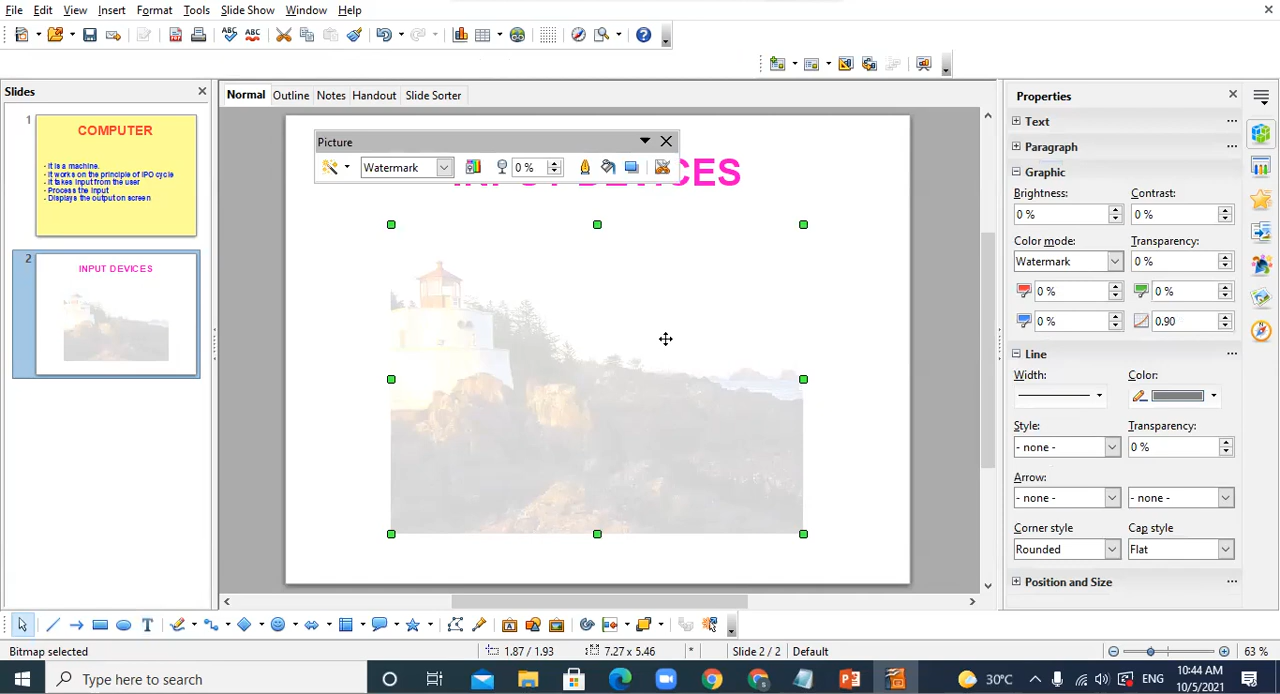 File Edit View Insert Format Tools Slide Show Window Help
Slides
Normal Outline Notes Handout Slide Sorter
Properties
1
COMPUTER
- It is a machine.
- It works on the principle of IPO cycle
- It takes input from the user
- Process the input
- Displays the output on screen
2
INPUT DEVICES
Picture
Watermark
0 %
Text
Paragraph
Graphic
Brightness: Contrast:
0 % 0 %
Color mode: Transparency:
Watermark 0 %
0 % 0 %
0 % 0.90
Line
Width: Color:
Style: Transparency:
- none - 0 %
Arrow:
- none - - none -
Corner style Cap style
Rounded Flat
Position and Size
Bitmap selected 1.87 / 1.93 7.27 x 5.46 * Slide 2 / 2 Default 63 %
Type here to search
30°C
10:44 AM
10/5/2021